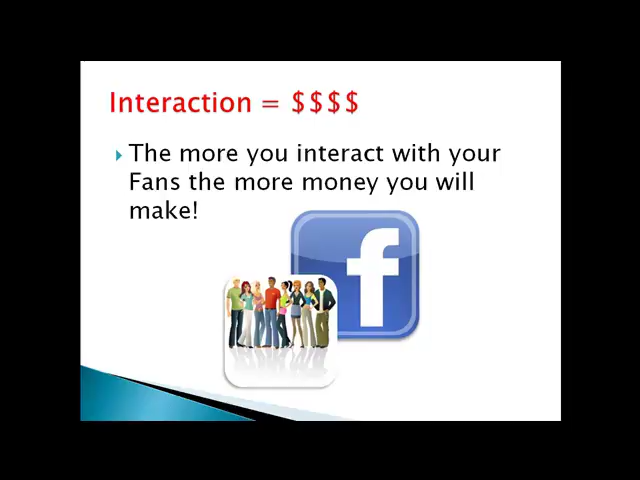 Interaction = $$$$
The more you interact with your
Fans the more money you will
make!
f